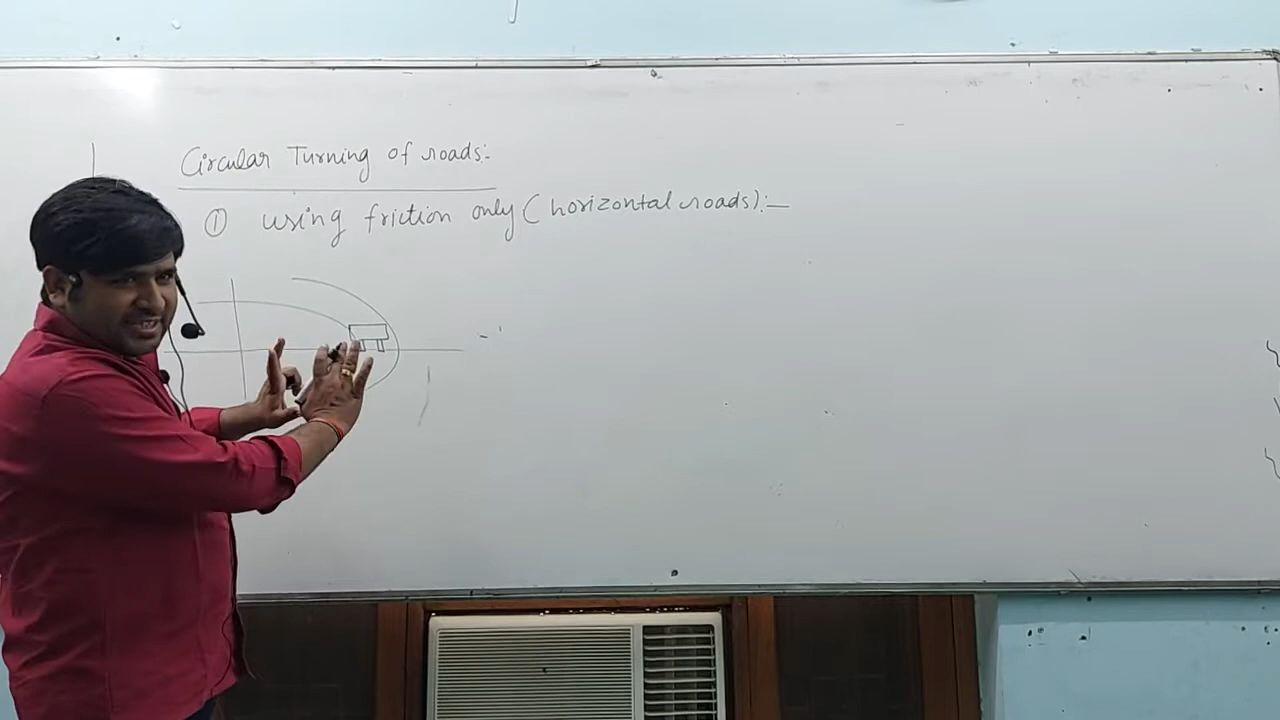 Circular Turning of roads:
① using friction only (horizontal roads):—